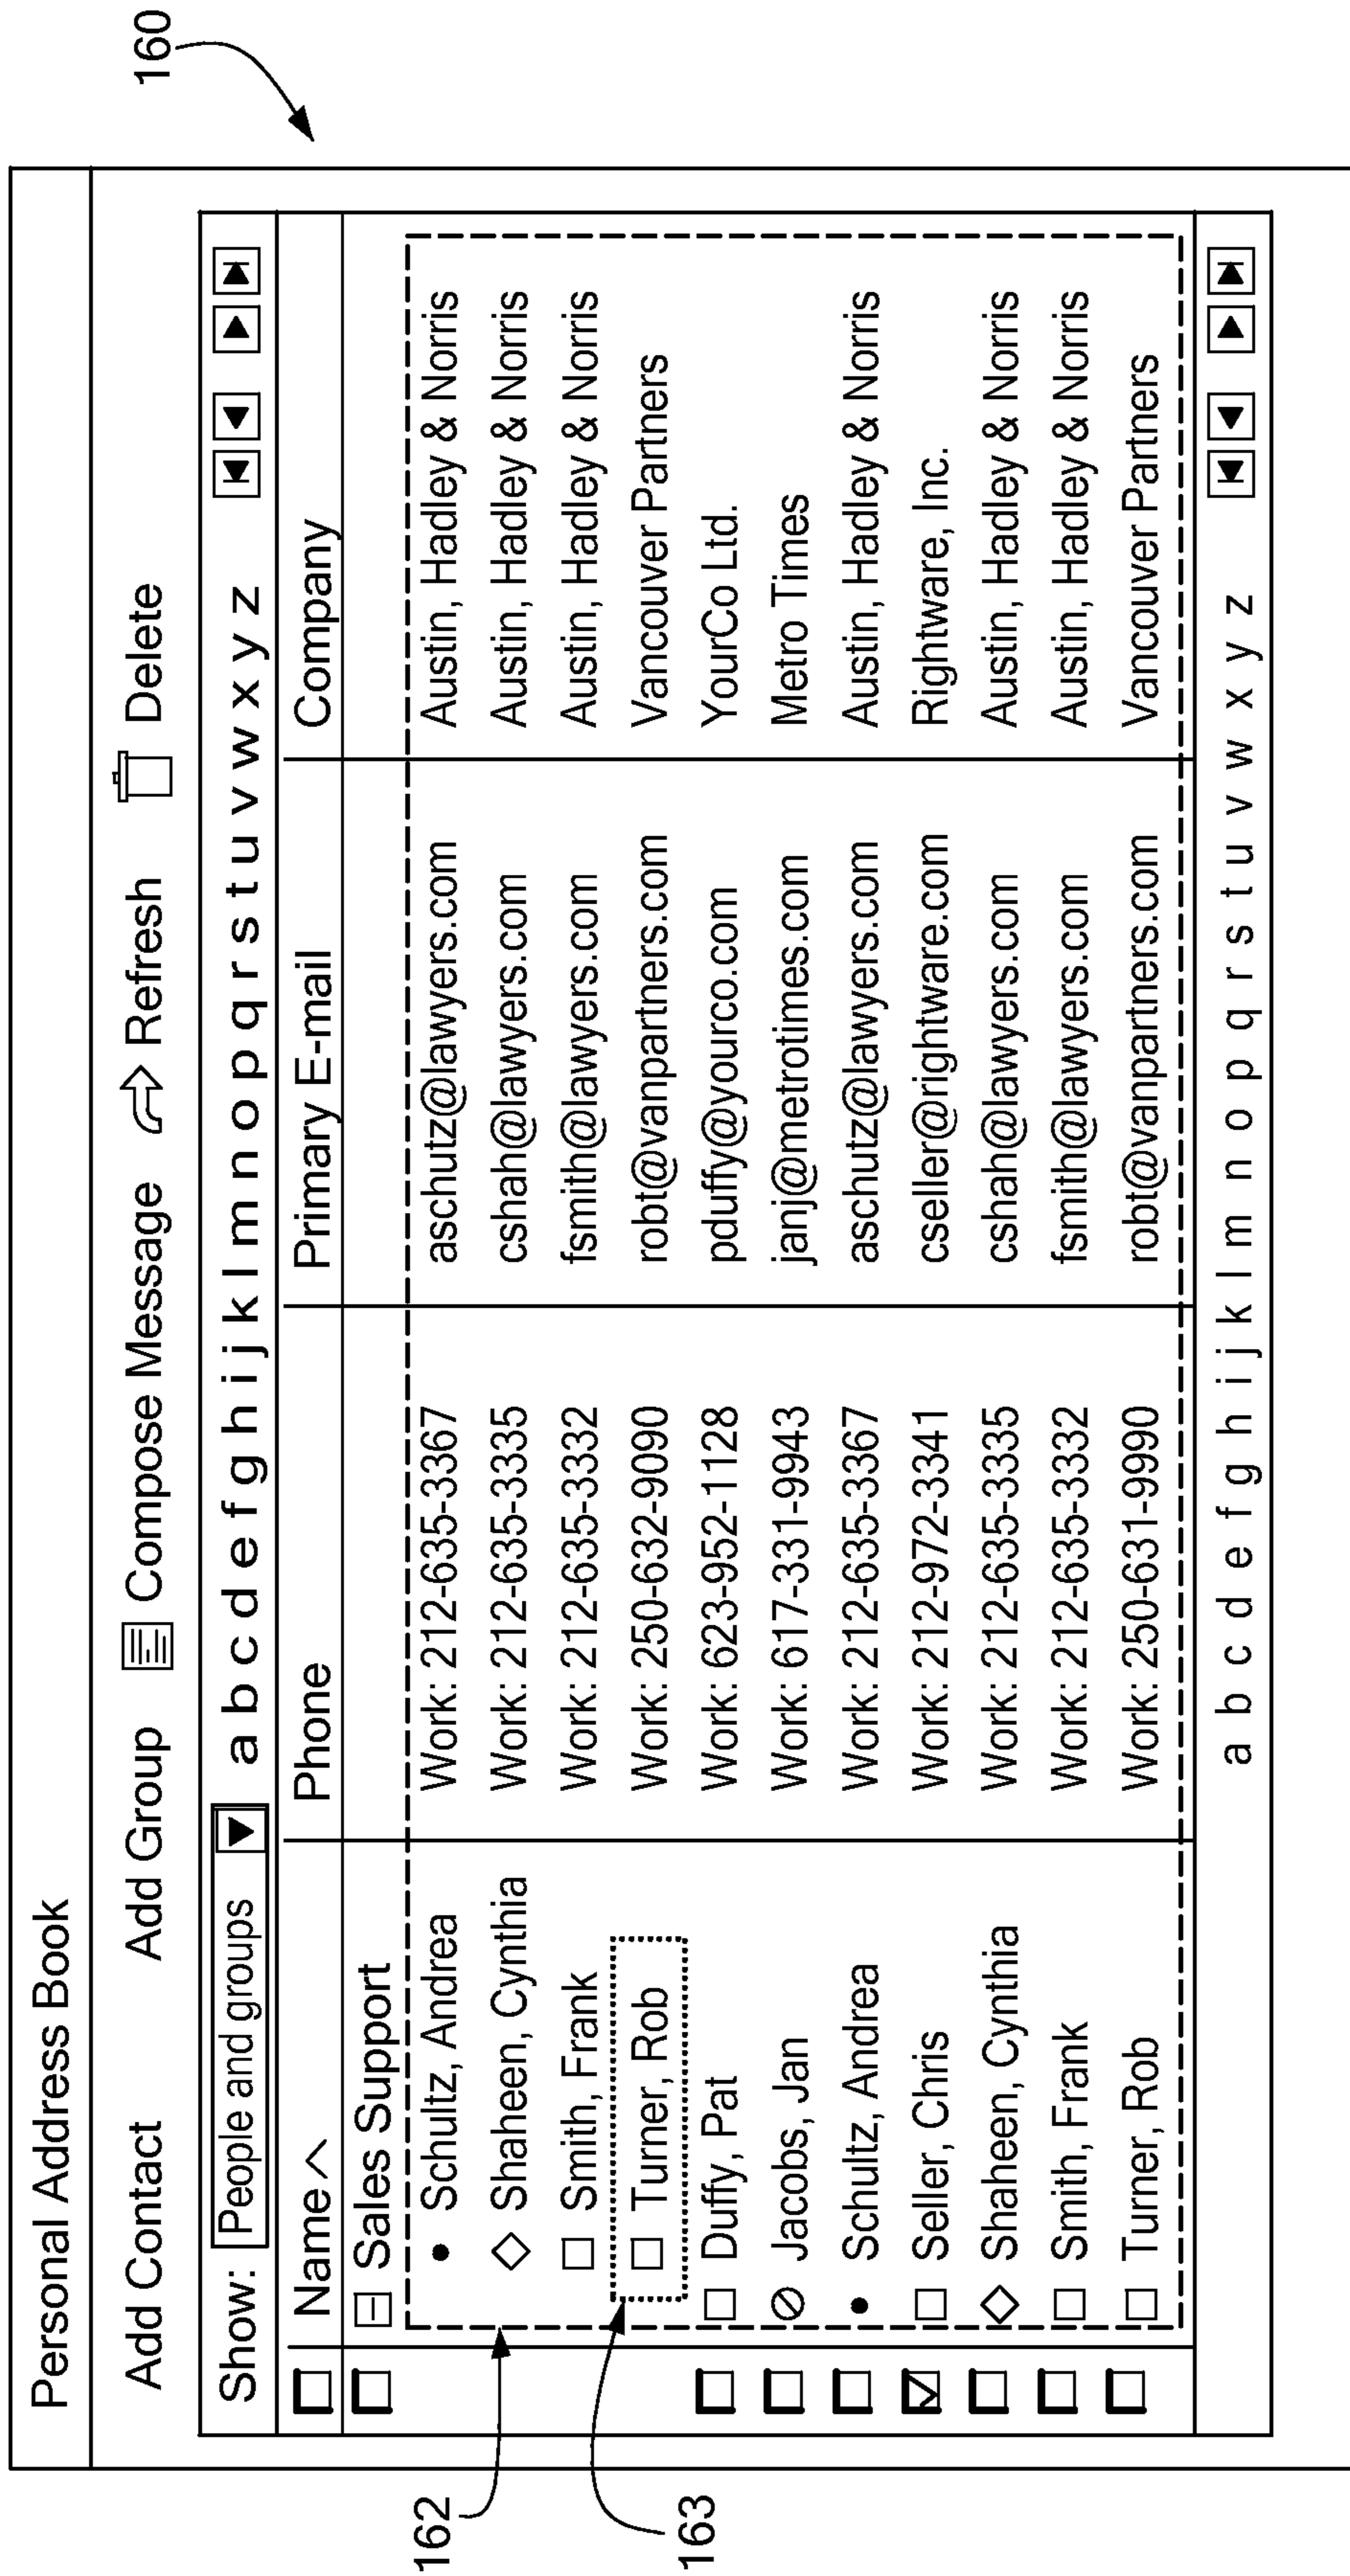 160
Personal Address Book
Add Contact Add Group Compose Message Refresh Delete
Show: People and groups a b c d e f g h i j k l m n o p q r s t u v w x y z
Name Phone Primary E-mail Company
Sales Support
Schultz, Andrea Work: 212-635-3367 aschutz@lawyers.com Austin, Hadley & Norris
Shaheen, Cynthia Work: 212-635-3335 cshah@lawyers.com Austin, Hadley & Norris
Smith, Frank Work: 212-635-3332 fsmith@lawyers.com Austin, Hadley & Norris
Turner, Rob Work: 250-632-9090 robt@vanpartners.com Vancouver Partners
Duffy, Pat Work: 623-952-1128 pduffy@yourco.com YourCo Ltd.
Jacobs, Jan Work: 617-331-9943 janj@metrotimes.com Metro Times
Schultz, Andrea Work: 212-635-3367 aschutz@lawyers.com Austin, Hadley & Norris
Seller, Chris Work: 212-972-3341 cseller@rightware.com Rightware, Inc.
Shaheen, Cynthia Work: 212-635-3335 cshah@lawyers.com Austin, Hadley & Norris
Smith, Frank Work: 212-635-3332 fsmith@lawyers.com Austin, Hadley & Norris
Turner, Rob Work: 250-631-9990 robt@vanpartners.com Vancouver Partners
a b c d e f g h i j k l m n o p q r s t u v w x y z
162
163